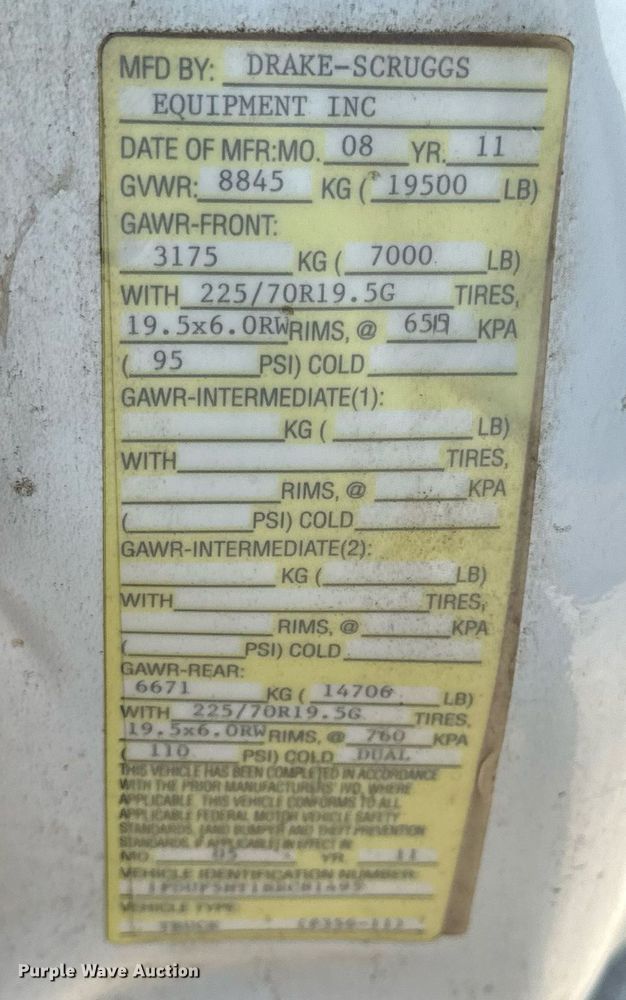 MFD BY: DRAKE-SCRUGGS
EQUIPMENT INC
DATE OF MFR:MO. 08 YR. 11
GVWR: 8845 KG ( 19500 LB)
GAWR-FRONT:
3175 KG ( 7000 LB)
WITH 225/70R19.5G TIRES,
19.5x6.0RW RIMS, @ KPA
( 95 PSI) COLD
GAWR-INTERMEDIATE(1):
KG ( LB)
WITH TIRES,
RIMS, @ KPA
( PSI) COLD
GAWR-INTERMEDIATE(2):
KG ( LB)
WITH TIRES,
RIMS, @ KPA
( PSI) COLD
GAWR-REAR:
6671 KG ( 14706 LB)
WITH 225/70R19.5G TIRES,
19.5x6.0RW RIMS, @ 760 KPA
( 110 PSI) COLD DUAL
THIS VEHICLE HAS BEEN COMPLETED IN ACCORDANCE
WITH THE PRIOR MANUFACTURERS' IVD, WHERE
APPLICABLE. THIS VEHICLE CONFORMS TO ALL
APPLICABLE FEDERAL MOTOR VEHICLE SAFETY
STANDARDS, (AND BUMPER AND THEFT PREVENTION
STANDARDS, IF APPLICABLE) IN EFFECT IN
MO. 05 YR. 11
VEHICLE IDENTIFICATION NUMBER:
VEHICLE TYPE:
TRUCK
Purple Wave Auction